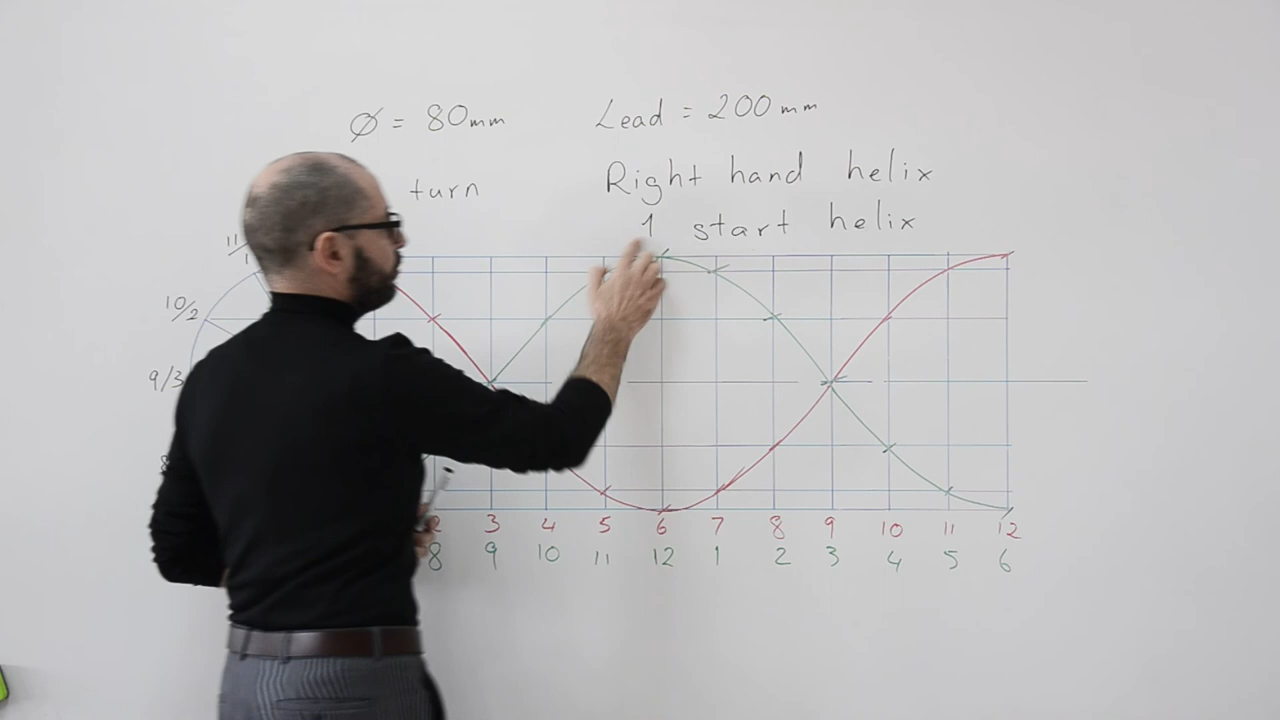 Ø = 80mm
Lead = 200mm
turn
Right hand helix
1 start helix
11/1
10/2
9/3
2 3 4 5 6 7 8 9 10 11 12
8 9 10 11 12 1 2 3 4 5 6